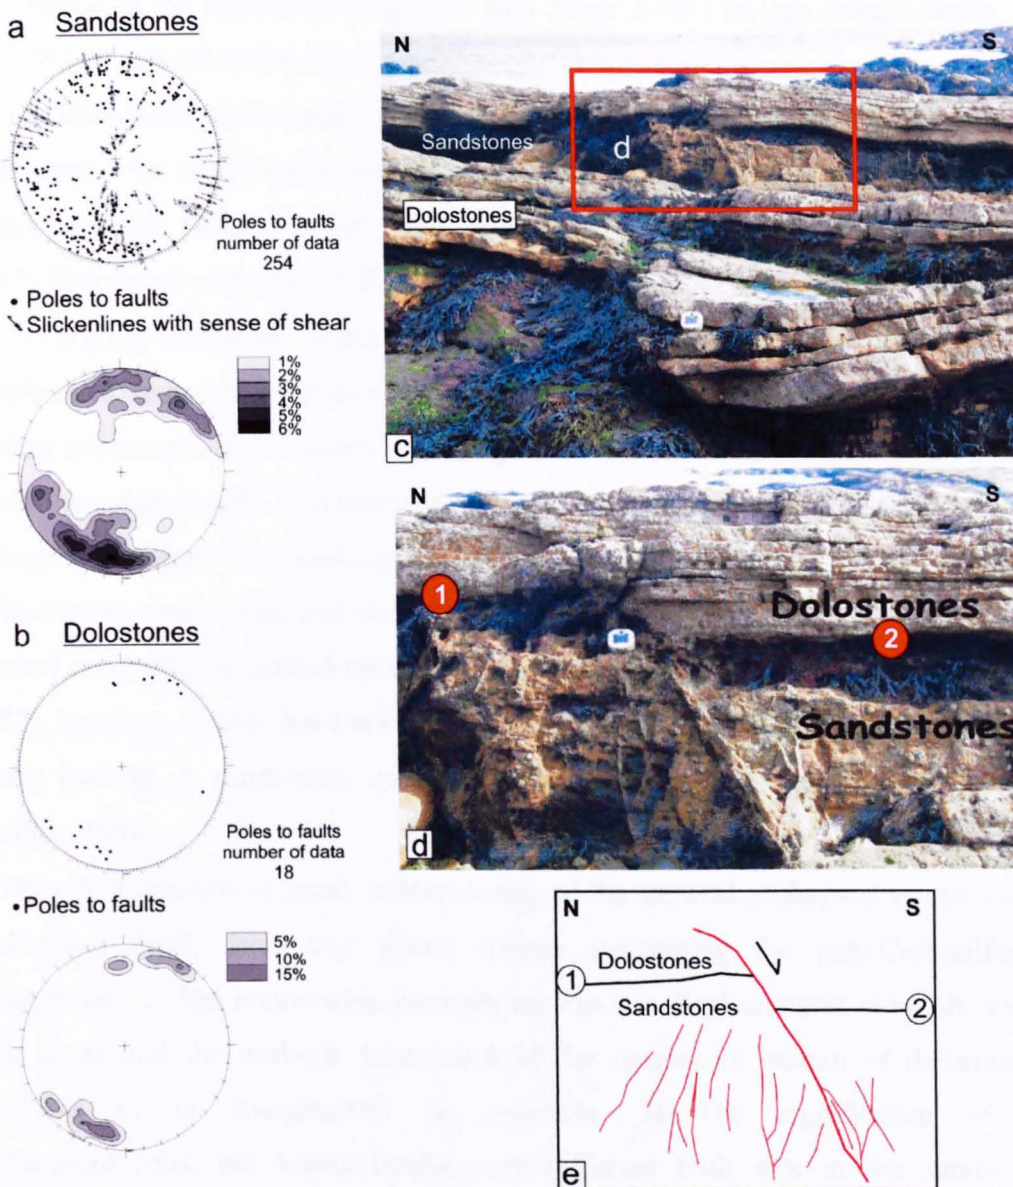 a Sandstones
Poles to faults
number of data
254
• Poles to faults
Slickenlines with sense of shear
1%
2%
3%
4%
5%
6%
b Dolostones
Poles to faults
number of data
18
•Poles to faults
5%
10%
15%
N S
Sandstones
d
Dolostones
c
N S
1
Dolostones
2
Sandstones
d
N S
Dolostones
1
Sandstones
2
e